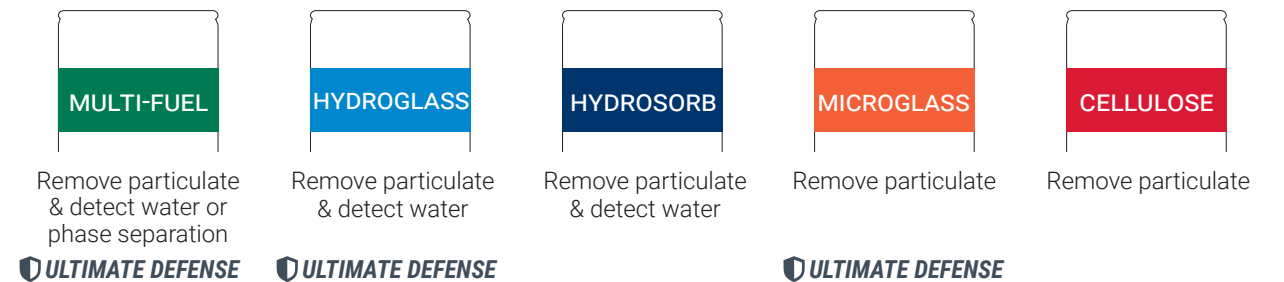 MULTI-FUEL
Remove particulate
& detect water or
phase separation
ULTIMATE DEFENSE
HYDROGLASS
Remove particulate
& detect water
ULTIMATE DEFENSE
HYDROSORB
Remove particulate
& detect water
MICROGLASS
Remove particulate
ULTIMATE DEFENSE
CELLULOSE
Remove particulate